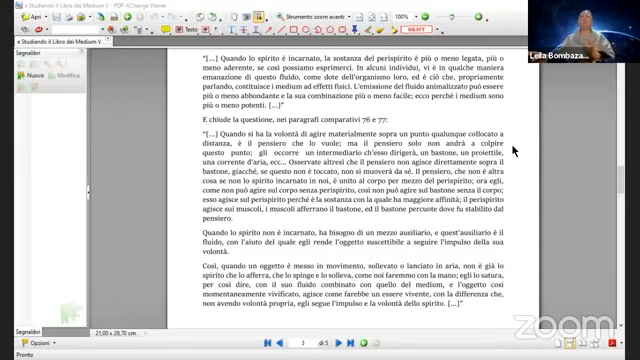 e Studiando il Libro dei Medium V - PDF-XChange Viewer
Apri
Strumento zoom avanti
100%
DRAFT
e Studiando il Libro dei Medium V
Segnalibri
Nuovo
Modifica
Segnalibri
“[...] Quando lo spirito è incarnato, la sostanza del perispirito è più o meno legata, più o
meno aderente, se così possiamo esprimerci. In alcuni individui, vi è in qualche maniera
emanazione di questo fluido, come dote dell'organismo loro, ed è ciò che, propriamente
parlando, costituisce i medium ad effetti fisici. L'emissione del fluido animalizzato può essere
più o meno abbondante e la sua combinazione più o meno facile; ecco perché i medium sono
più o meno potenti. [...]”
E chiude la questione, nei paragrafi comparativi 76 e 77:
“[...] Quando si ha la volontà di agire materialmente sopra un punto qualunque collocato a
distanza, è il pensiero che lo vuole; ma il pensiero solo non andrà a colpire
questo punto; gli occorre un intermediario ch'esso dirigerà, un bastone, un proiettile,
una corrente d'aria, ecc... Osservate altresì che il pensiero non agisce direttamente sopra il
bastone, giacché, se questo non è toccato, non si muoverà da sé. Il pensiero, che non è altra
cosa se non lo spirito incarnato in noi, è unito al corpo per mezzo del perispirito; ora egli,
come non può agire sul corpo senza perispirito, così non può agire sul bastone senza il corpo;
esso agisce sul perispirito perché è la sostanza con la quale ha maggiore affinità; il perispirito
agisce sui muscoli, i muscoli afferrano il bastone, ed il bastone percuote dove fu stabilito dal
pensiero.
Quando lo spirito non è incarnato, ha bisogno di un mezzo ausiliario, e quest'ausiliario è il
fluido, con l'aiuto del quale egli rende l'oggetto suscettibile a seguire l'impulso della sua
volontà.
Così, quando un oggetto è messo in movimento, sollevato o lanciato in aria, non è già lo
spirito che lo afferra, che lo spinge e lo solleva, come noi faremmo con la mano; egli lo satura,
per così dire, con il suo fluido combinato con quello del medium, e l'oggetto così
momentaneamente vivificato, agisce come farebbe un essere vivente, con la differenza che,
non avendo volontà propria, egli segue l'impulso e la volontà dello spirito. [...]”
Leila Bombaza...
21,00 x 29,70 cm
Opzioni
3
di 5
Pronto
zoom